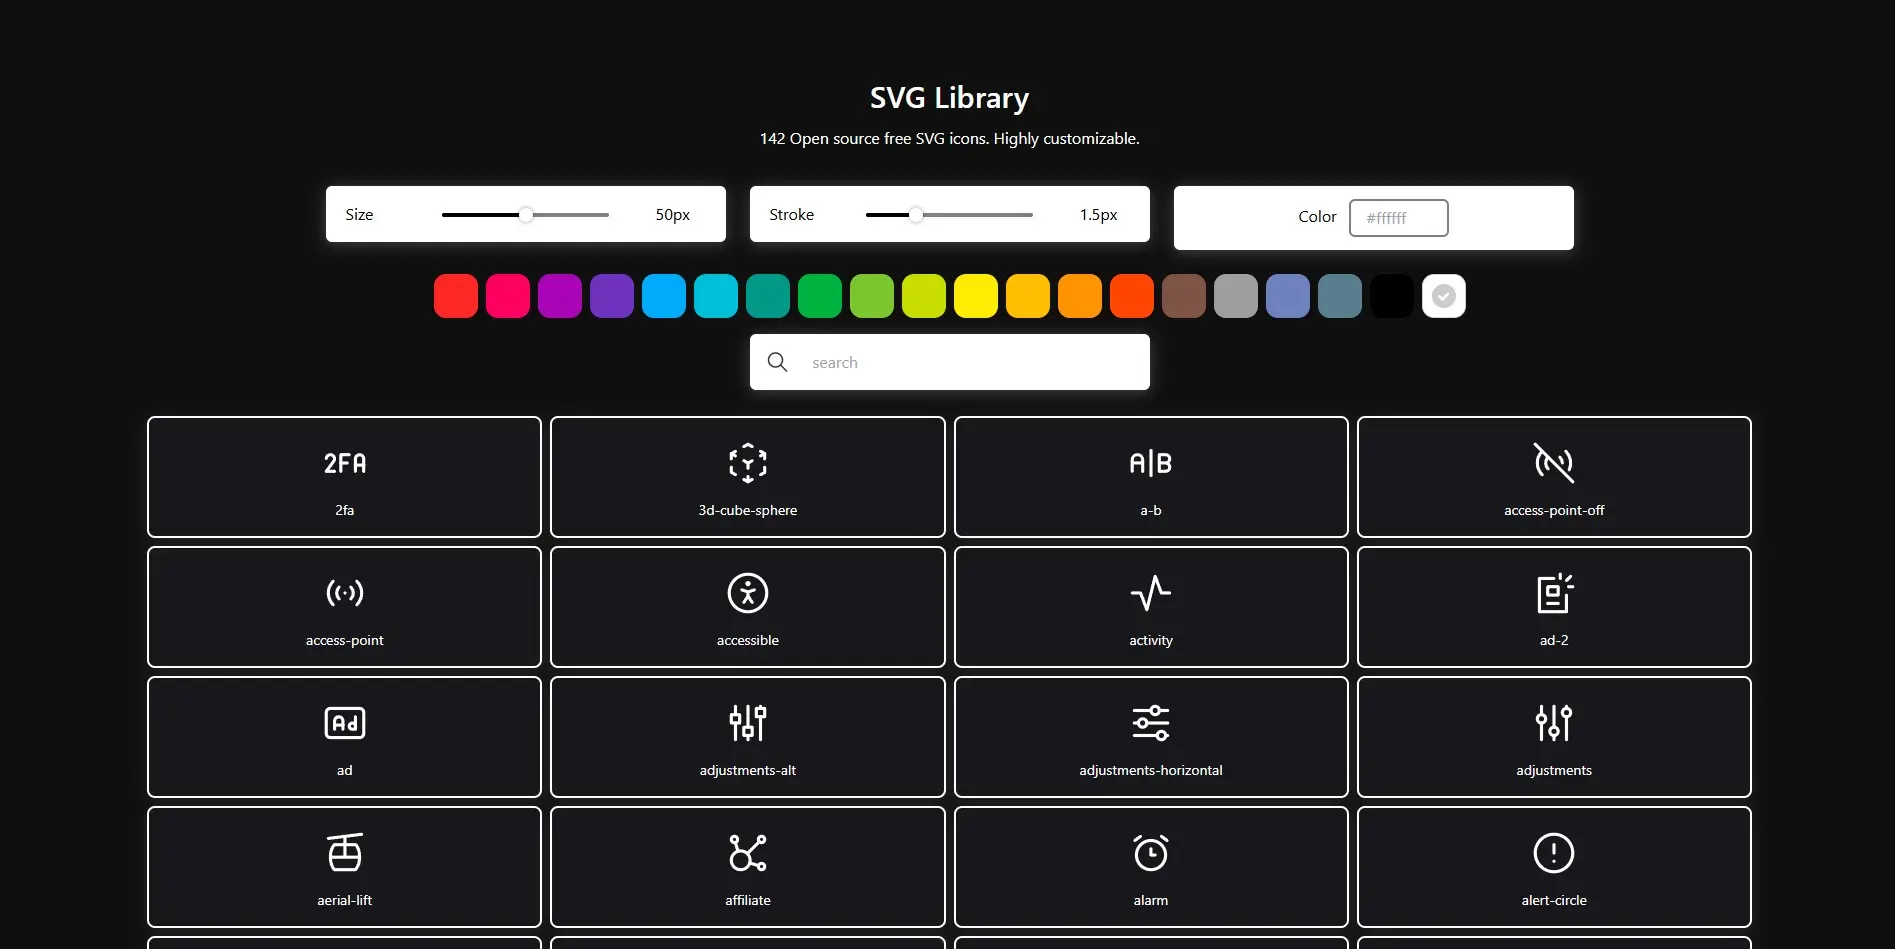 SVG Library
142 Open source free SVG icons. Highly customizable.
Size 50px Stroke 1.5px Color #ffffff
search
2FA A|B
2fa 3d-cube-sphere a-b access-point-off
access-point accessible activity ad-2
Ad
ad adjustments-alt adjustments-horizontal adjustments
aerial-lift affiliate alarm alert-circle